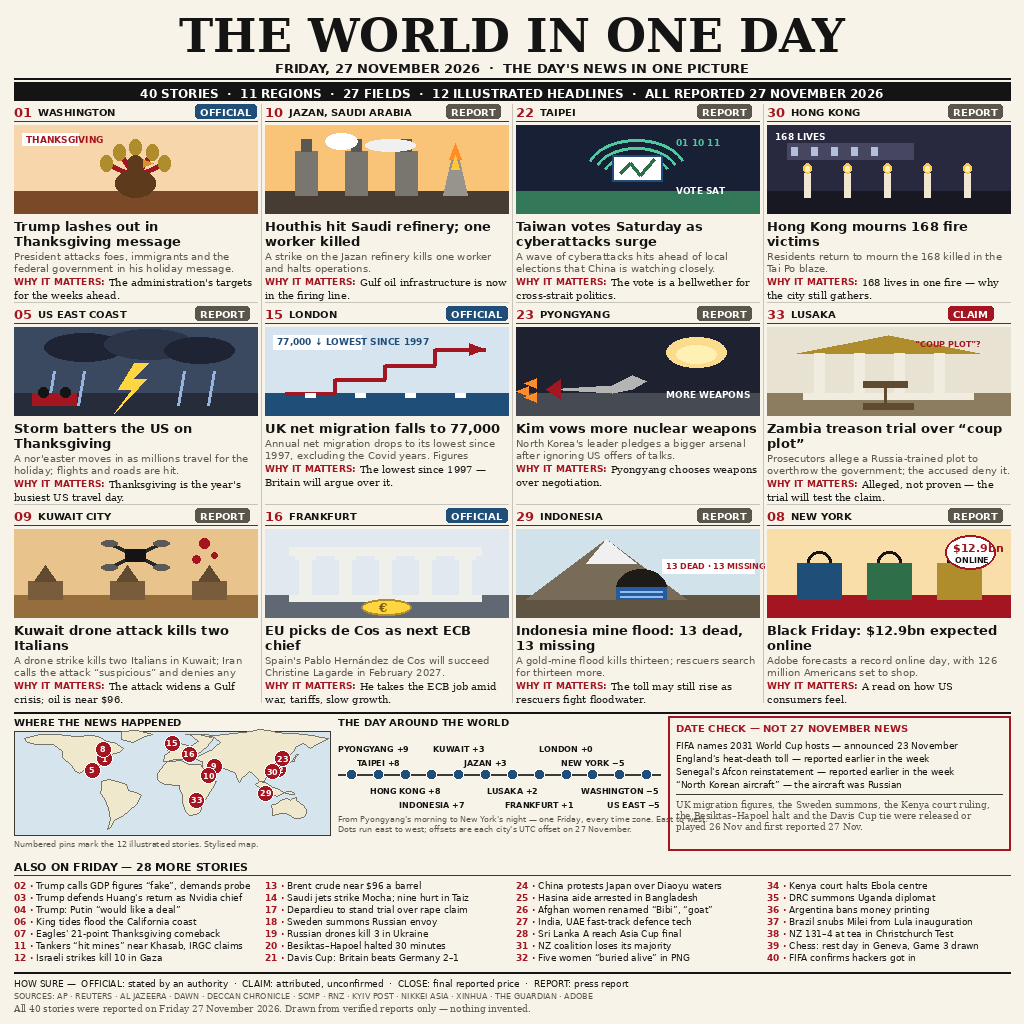 THE WORLD IN ONE DAY
FRIDAY, 27 NOVEMBER 2026 · THE DAY'S NEWS IN ONE PICTURE
40 STORIES · 11 REGIONS · 27 FIELDS · 12 ILLUSTRATED HEADLINES · ALL REPORTED 27 NOVEMBER 2026
01 WASHINGTON OFFICIAL
THANKSGIVING
Trump lashes out in
Thanksgiving message
President attacks foes, immigrants and the
federal government in his holiday message.
WHY IT MATTERS: The administration's targets
for the weeks ahead.
10 JAZAN, SAUDI ARABIA REPORT
Houthis hit Saudi refinery; one
worker killed
A strike on the Jazan refinery kills one worker
and halts operations.
WHY IT MATTERS: Gulf oil infrastructure is now
in the firing line.
22 TAIPEI REPORT
01 10 11
VOTE SAT
Taiwan votes Saturday as
cyberattacks surge
A wave of cyberattacks hits ahead of local
elections that China is watching closely.
WHY IT MATTERS: The vote is a bellwether for
cross-strait politics.
30 HONG KONG REPORT
168 LIVES
Hong Kong mourns 168 fire
victims
Residents return to mourn the 168 killed in the
Tai Po blaze.
WHY IT MATTERS: 168 lives in one fire — why
the city still gathers.
05 US EAST COAST REPORT
Storm batters the US on
Thanksgiving
A nor'easter moves in as millions travel for the
holiday; flights and roads are hit.
WHY IT MATTERS: Thanksgiving is the year's
busiest US travel day.
15 LONDON OFFICIAL
77,000 ↓ LOWEST SINCE 1997
UK net migration falls to 77,000
Annual net migration drops to its lowest since
1997, excluding the Covid years. Figures
WHY IT MATTERS: The lowest since 1997 —
Britain will argue over it.
23 PYONGYANG REPORT
MORE WEAPONS
Kim vows more nuclear weapons
North Korea's leader pledges a bigger arsenal
after ignoring US offers of talks.
WHY IT MATTERS: Pyongyang chooses weapons
over negotiation.
33 LUSAKA CLAIM
"COUP PLOT"?
Zambia treason trial over “coup
plot”
Prosecutors allege a Russia-trained plot to
overthrow the government; the accused deny it.
WHY IT MATTERS: Alleged, not proven — the
trial will test the claim.
09 KUWAIT CITY REPORT
Kuwait drone attack kills two
Italians
A drone strike kills two Italians in Kuwait; Iran
calls the attack “suspicious” and denies any
WHY IT MATTERS: The attack widens a Gulf
crisis; oil is near $96.
16 FRANKFURT OFFICIAL
€
EU picks de Cos as next ECB
chief
Spain's Pablo Hernández de Cos will succeed
Christine Lagarde in February 2027.
WHY IT MATTERS: He takes the ECB job amid
war, tariffs, slow growth.
29 INDONESIA REPORT
13 DEAD · 13 MISSING
Indonesia mine flood: 13 dead,
13 missing
A gold-mine flood kills thirteen; rescuers search
for thirteen more.
WHY IT MATTERS: The toll may still rise as
rescuers fight floodwater.
08 NEW YORK REPORT
$12.9bn
ONLINE
Black Friday: $12.9bn expected
online
Adobe forecasts a record online day, with 126
million Americans set to shop.
WHY IT MATTERS: A read on how US
consumers feel.
WHERE THE NEWS HAPPENED
8
1
5
15
16
9
10
33
23
30
29
Numbered pins mark the 12 illustrated stories. Stylised map.
THE DAY AROUND THE WORLD
PYONGYANG +9 KUWAIT +3 LONDON +0
TAIPEI +8 JAZAN +3 NEW YORK −5
HONG KONG +8 LUSAKA +2 WASHINGTON −5
INDONESIA +7 FRANKFURT +1 US EAST −5
From Pyongyang's morning to New York's night — one Friday, every time zone. East to west.
Dots run east to west; offsets are each city's UTC offset on 27 November.
DATE CHECK — NOT 27 NOVEMBER NEWS
FIFA names 2031 World Cup hosts — announced 23 November
England's heat-death toll — reported earlier in the week
Senegal's Afcon reinstatement — reported earlier in the week
“North Korean aircraft” — the aircraft was Russian
UK migration figures, the Sweden summons, the Kenya court ruling,
the Besiktas–Hapoel halt and the Davis Cup tie were released or
played 26 Nov and first reported 27 Nov.
ALSO ON FRIDAY — 28 MORE STORIES
02 · Trump calls GDP figures “fake”, demands probe
03 · Trump defends Huang's return as Nvidia chief
04 · Trump: Putin “would like a deal”
06 · King tides flood the California coast
07 · Eagles' 21-point Thanksgiving comeback
11 · Tankers “hit mines” near Khasab, IRGC claims
12 · Israeli strikes kill 10 in Gaza
13 · Brent crude near $96 a barrel
14 · Saudi jets strike Mocha; nine hurt in Taiz
17 · Depardieu to stand trial over rape claim
18 · Sweden summons Russian envoy
19 · Russian drones kill 3 in Ukraine
20 · Besiktas–Hapoel halted 30 minutes
21 · Davis Cup: Britain beats Germany 2–1
24 · China protests Japan over Diaoyu waters
25 · Hasina aide arrested in Bangladesh
26 · Afghan women renamed “Bibi”, “goat”
27 · India, UAE fast-track defence tech
28 · Sri Lanka A reach Asia Cup final
31 · NZ coalition loses its majority
32 · Five women “buried alive” in PNG
34 · Kenya court halts Ebola centre
35 · DRC summons Uganda diplomat
36 · Argentina bans money printing
37 · Brazil snubs Milei from Lula inauguration
38 · NZ 131–4 at tea in Christchurch Test
39 · Chess: rest day in Geneva, Game 3 drawn
40 · FIFA confirms hackers got in
HOW SURE — OFFICIAL: stated by an authority · CLAIM: attributed, unconfirmed · CLOSE: final reported price · REPORT: press report
SOURCES: AP · REUTERS · AL JAZEERA · DAWN · DECCAN CHRONICLE · SCMP · RNZ · KYIV POST · NIKKEI ASIA · XINHUA · THE GUARDIAN · ADOBE
All 40 stories were reported on Friday 27 November 2026. Drawn from verified reports only — nothing invented.